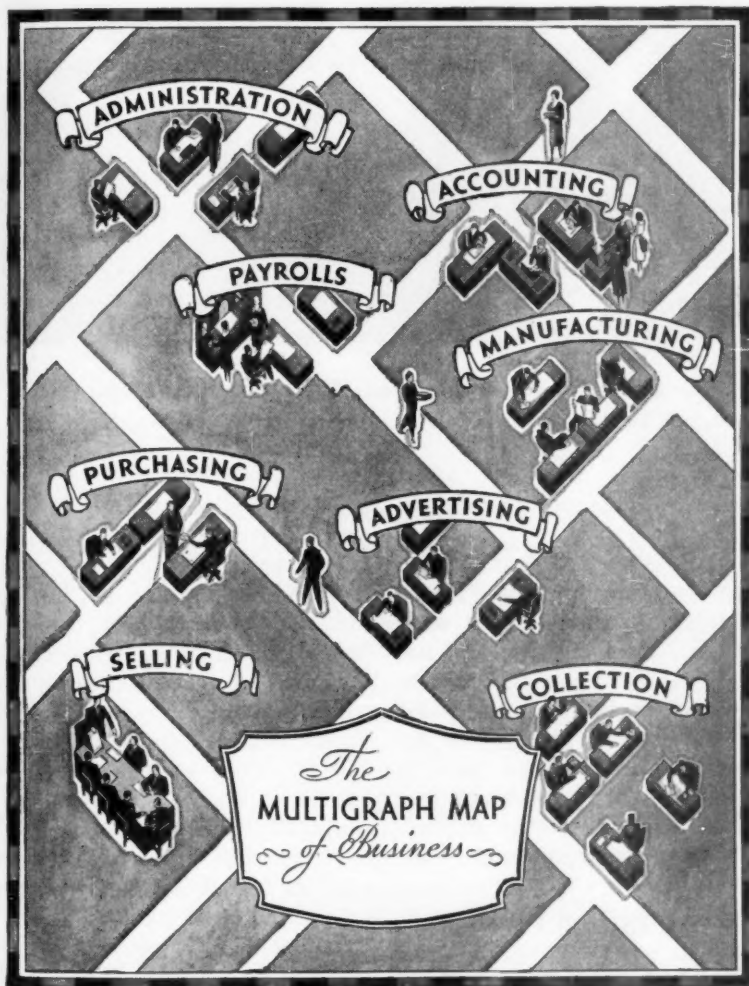 ADMINISTRATION
ACCOUNTING
PAYROLLS
MANUFACTURING
PURCHASING
ADVERTISING
SELLING
COLLECTION
The
MULTIGRAPH MAP
of Business